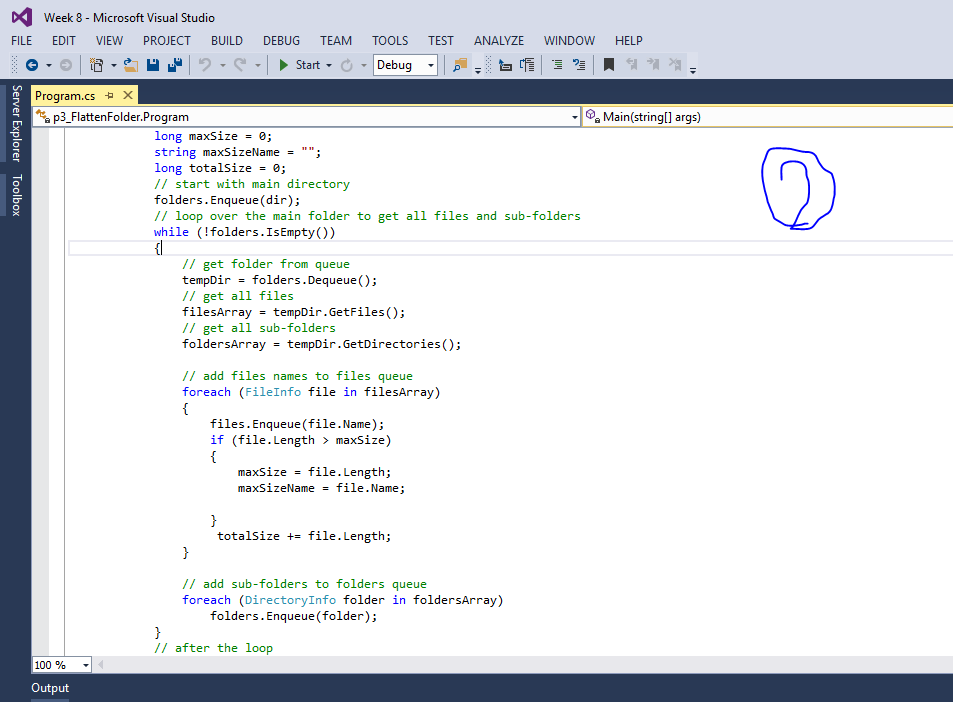 Week 8 - Microsoft Visual Studio
FILE EDIT VIEW PROJECT BUILD DEBUG TEAM TOOLS TEST ANALYZE WINDOW HELP
Start Debug
Server Explorer
Toolbox
Program.cs
p3_FlattenFolder.Program Main(string[] args)
long maxSize = 0;
string maxSizeName = "";
long totalSize = 0;
// start with main directory
folders.Enqueue(dir);
// loop over the main folder to get all files and sub-folders
while (!folders.IsEmpty())
{
// get folder from queue
tempDir = folders.Dequeue();
// get all files
filesArray = tempDir.GetFiles();
// get all sub-folders
foldersArray = tempDir.GetDirectories();
// add files names to files queue
foreach (FileInfo file in filesArray)
{
files.Enqueue(file.Name);
if (file.Length > maxSize)
{
maxSize = file.Length;
maxSizeName = file.Name;
}
totalSize += file.Length;
}
// add sub-folders to folders queue
foreach (DirectoryInfo folder in foldersArray)
folders.Enqueue(folder);
}
// after the loop
100 %
Output